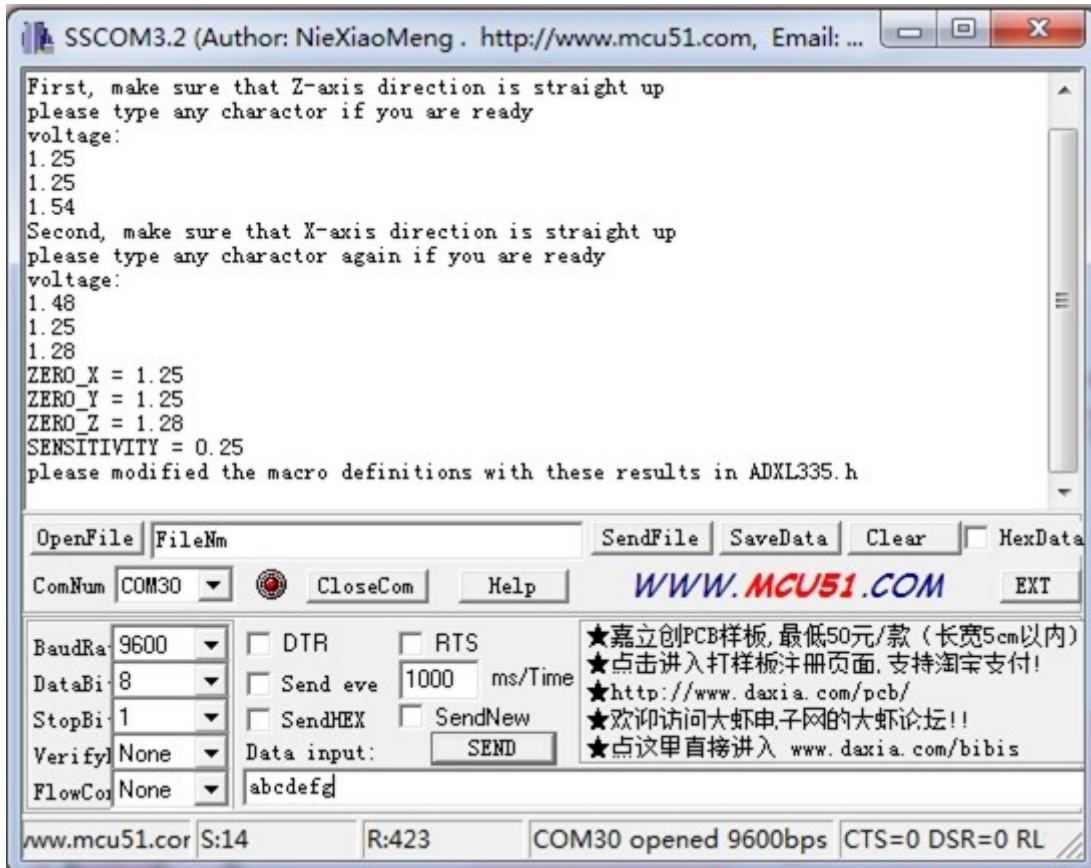 SSCOM3.2 (Author: NieXiaoMeng . http://www.mcu51.com, Email: ...
First, make sure that Z-axis direction is straight up
please type any charactor if you are ready
voltage:
1.25
1.25
1.54
Second, make sure that X-axis direction is straight up
please type any charactor again if you are ready
voltage:
1.48
1.25
1.28
ZERO_X = 1.25
ZERO_Y = 1.25
ZERO_Z = 1.28
SENSITIVITY = 0.25
please modified the macro definitions with these results in ADXL335.h
OpenFile FileNm SendFile SaveData Clear HexData
ComNum COM30 CloseCom Help WWW.MCU51.COM EXT
BaudRa 9600 DTR RTS
DataBi 8 Send eve 1000 ms/Time
StopBi 1 SendHEX SendNew
Verify None Data input: SEND
FlowCo None abcdefg
★嘉立创PCB样板,最低50元/款（长宽5cm以内）
★点击进入打样板注册页面,支持淘宝支付!
★http://www.daxia.com/pcb/
★欢迎访问大虾电子网的大虾论坛!!
★点这里直接进入 www.daxia.com/bibis
www.mcu51.cor S:14 R:423 COM30 opened 9600bps CTS=0 DSR=0 RL